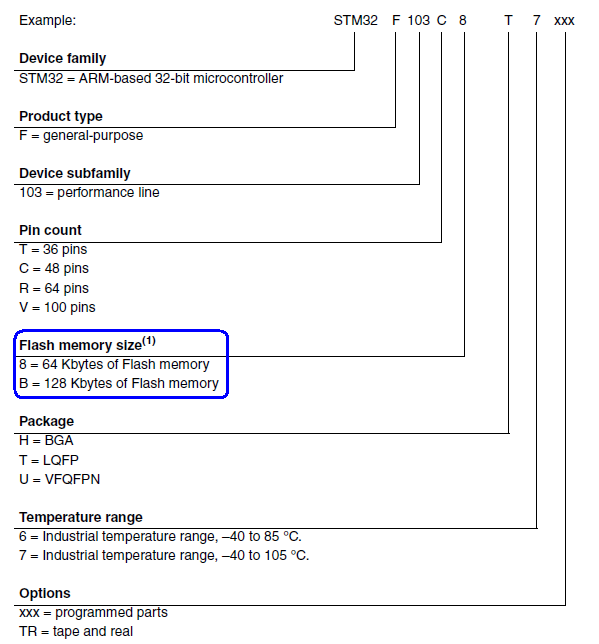 Example: STM32 F 103 C 8 T 7 xxx
Device family
STM32 = ARM-based 32-bit microcontroller
Product type
F = general-purpose
Device subfamily
103 = performance line
Pin count
T = 36 pins
C = 48 pins
R = 64 pins
V = 100 pins
Flash memory size(1)
8 = 64 Kbytes of Flash memory
B = 128 Kbytes of Flash memory
Package
H = BGA
T = LQFP
U = VFQFPN
Temperature range
6 = Industrial temperature range, –40 to 85 °C.
7 = Industrial temperature range, –40 to 105 °C.
Options
xxx = programmed parts
TR = tape and real